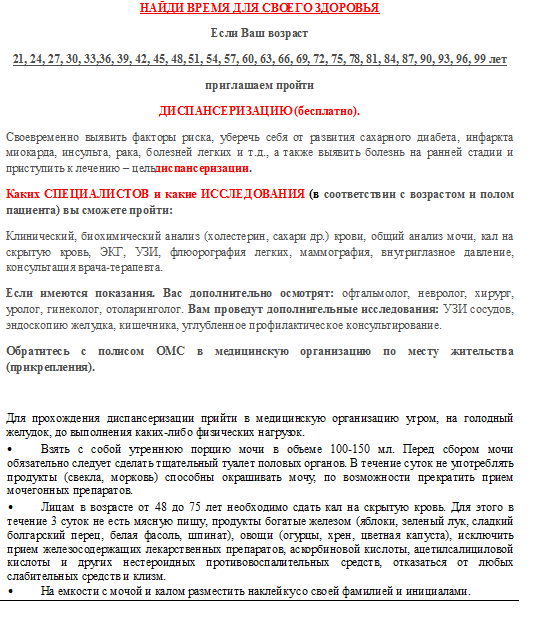 НАЙДИ ВРЕМЯ ДЛЯ СВОЕГО ЗДОРОВЬЯ
Если Ваш возраст
21, 24, 27, 30, 33,36, 39, 42, 45, 48, 51, 54, 57, 60, 63, 66, 69, 72, 75, 78, 81, 84, 87, 90, 93, 96, 99 лет
приглашаем пройти
ДИСПАНСЕРИЗАЦИЮ (бесплатно).
Своевременно выявить факторы риска, уберечь себя от развития сахарного диабета, инфаркта
миокарда, инсульта, рака, болезней легких и т.д., а также выявить болезнь на ранней стадии и
приступить к лечению – цельдиспансеризации.
Каких СПЕЦИАЛИСТОВ и какие ИССЛЕДОВАНИЯ (в соответствии с возрастом и полом
пациента) вы сможете пройти:
Клинический, биохимический анализ (холестерин, сахари др.) крови, общий анализ мочи, кал на
скрытую кровь, ЭКГ, УЗИ, флюорография легких, маммография, внутриглазное давление,
консультация врача-терапевта.
Если имеются показания. Вас дополнительно осмотрят: офтальмолог, невролог, хирург,
уролог, гинеколог, отоларинголог. Вам проведут дополнительные исследования: УЗИ сосудов,
эндоскопию желудка, кишечника, углубленное профилактическое консультирование.
Обратитесь с полисом ОМС в медицинскую организацию по месту жительства
(прикрепления).
Для прохождения диспансеризации прийти в медицинскую организацию утром, на голодный
желудок, до выполнения каких-либо физических нагрузок.
• Взять с собой утреннюю порцию мочи в объеме 100-150 мл. Перед сбором мочи
обязательно следует сделать тщательный туалет половых органов. В течение суток не употреблять
продукты (свекла, морковь) способны окрашивать мочу, по возможности прекратить прием
мочегонных препаратов.
• Лицам в возрасте от 48 до 75 лет необходимо сдать кал на скрытую кровь. Для этого в
течение 3 суток не есть мясную пищу, продукты богатые железом (яблоки, зеленый лук, сладкий
болгарский перец, белая фасоль, шпинат), овощи (огурцы, хрен, цветная капуста), исключить
прием железосодержащих лекарственных препаратов, аскорбиновой кислоты, ацетилсалициловой
кислоты и других нестероидных противовоспалительных средств, отказаться от любых
слабительных средств и клизм.
• На емкости с мочой и калом разместить наклейкусо своей фамилией и инициалами.